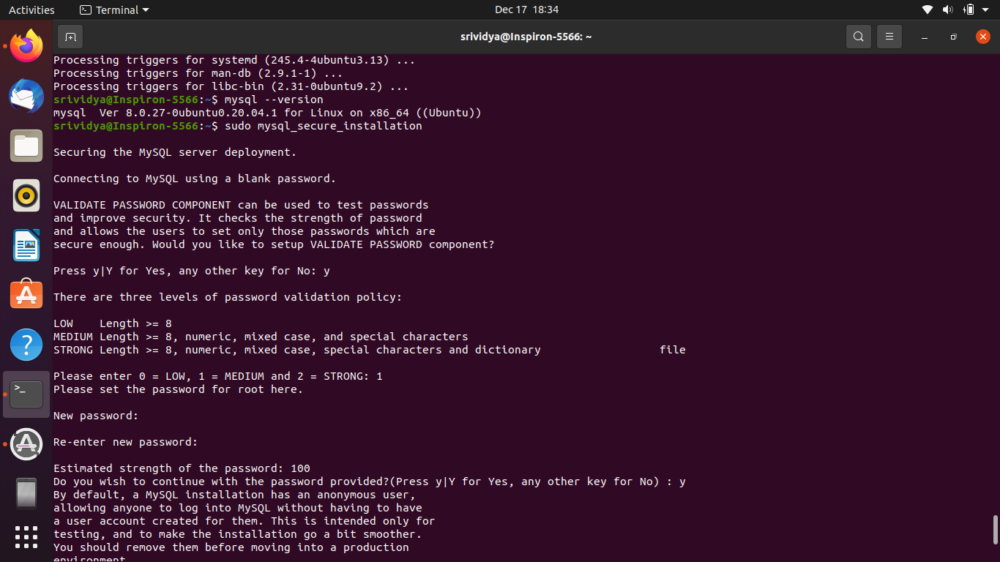 Activities
Terminal
Dec 17 18:34
srividya@Inspiron-5566: ~
Processing triggers for systemd (245.4-4ubuntu3.13) ...
Processing triggers for man-db (2.9.1-1) ...
Processing triggers for libc-bin (2.31-0ubuntu9.2) ...
srividya@Inspiron-5566:~$ mysql --version
mysql  Ver 8.0.27-0ubuntu0.20.04.1 for Linux on x86_64 ((Ubuntu))
srividya@Inspiron-5566:~$ sudo mysql_secure_installation
Securing the MySQL server deployment.
Connecting to MySQL using a blank password.
VALIDATE PASSWORD COMPONENT can be used to test passwords
and improve security. It checks the strength of password
and allows the users to set only those passwords which are
secure enough. Would you like to setup VALIDATE PASSWORD component?
Press y|Y for Yes, any other key for No: y
There are three levels of password validation policy:
LOW    Length >= 8
MEDIUM Length >= 8, numeric, mixed case, and special characters
STRONG Length >= 8, numeric, mixed case, special characters and dictionary                  file
Please enter 0 = LOW, 1 = MEDIUM and 2 = STRONG: 1
Please set the password for root here.
New password:
Re-enter new password:
Estimated strength of the password: 100
Do you wish to continue with the password provided?(Press y|Y for Yes, any other key for No) : y
By default, a MySQL installation has an anonymous user,
allowing anyone to log into MySQL without having to have
a user account created for them. This is intended only for
testing, and to make the installation go a bit smoother.
You should remove them before moving into a production
environment